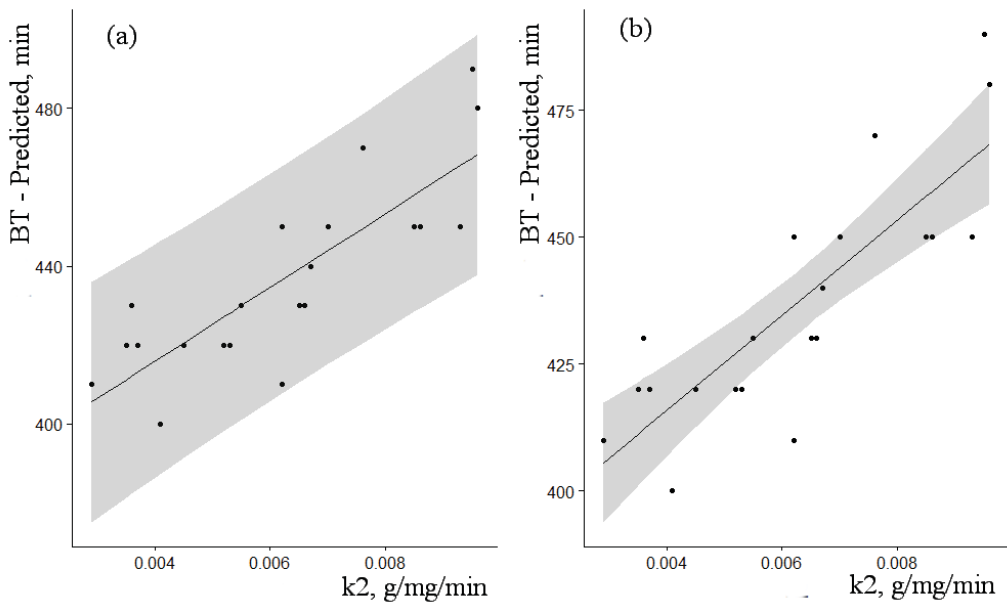 (a)
BT - Predicted, min
480
440
400
0.004
0.006
0.008
k2, g/mg/min
(b)
BT - Predicted, min
475
450
425
400
0.004
0.006
0.008
k2, g/mg/min